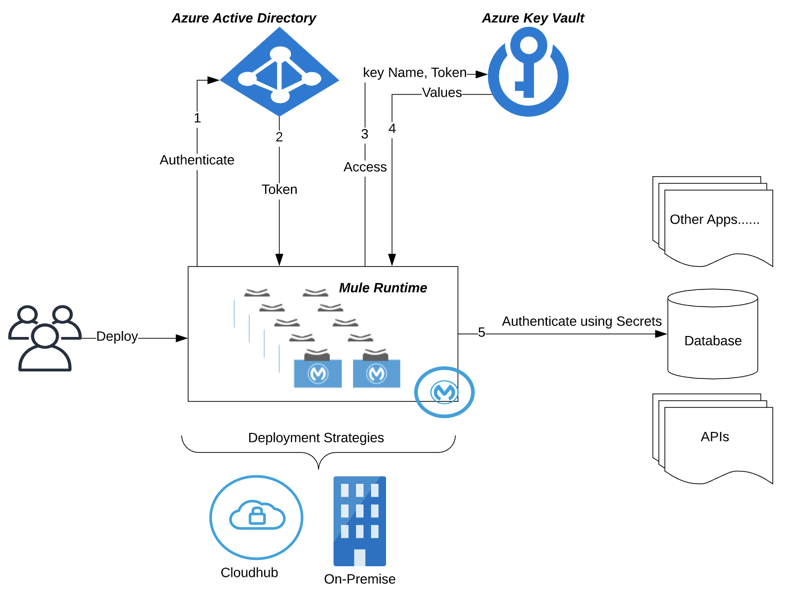 Azure Active Directory
Azure Key Vault
key Name, Token
Values
1
2
3
4
Authenticate
Access
Token
Other Apps......
Mule Runtime
Deploy
5
Authenticate using Secrets
Database
Deployment Strategies
APIs
Cloudhub
On-Premise